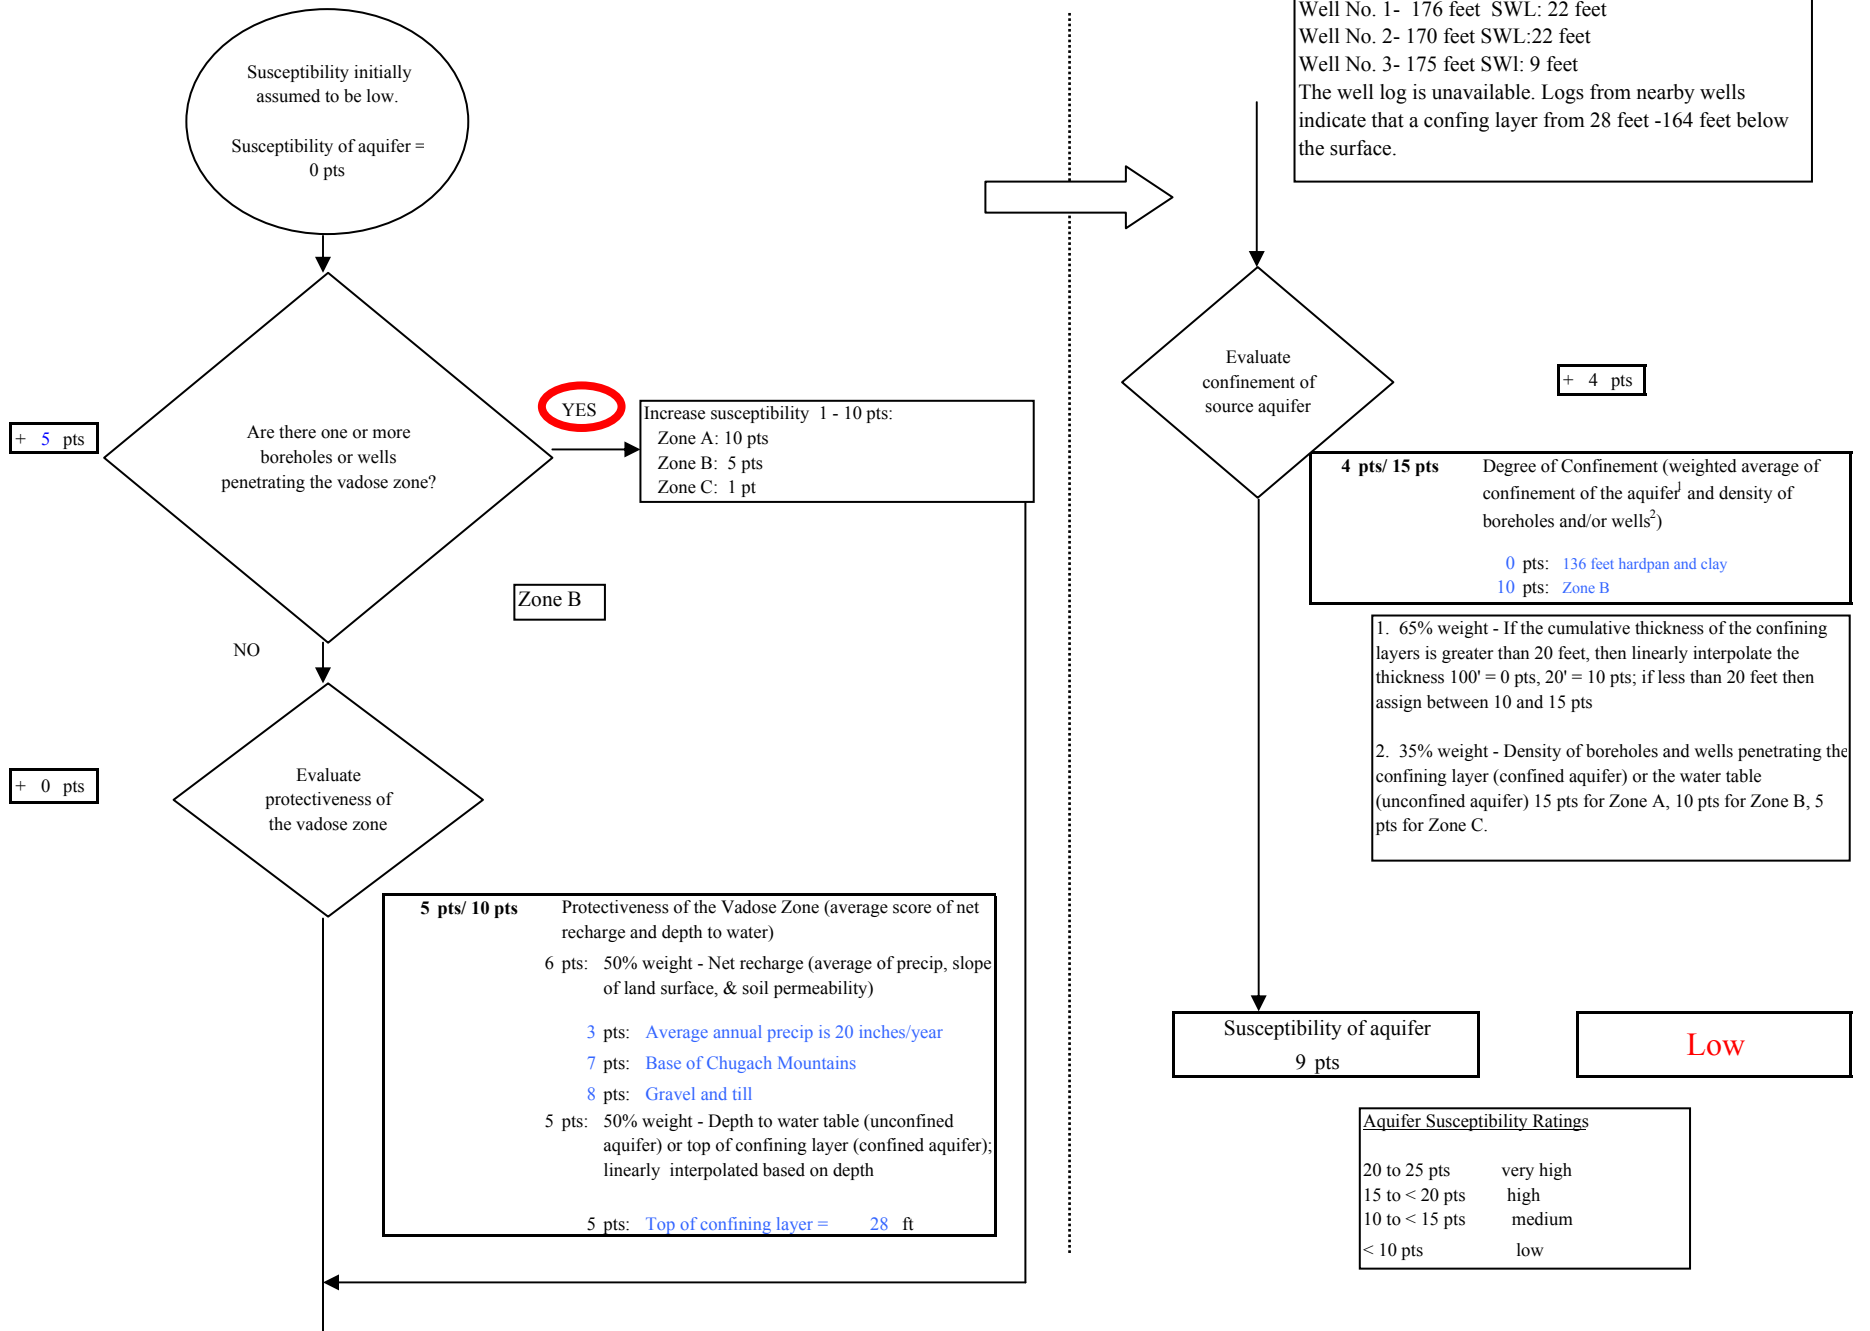 Susceptibility initially
assumed to be low.
Susceptibility of aquifer =
0 pts
+ 5 pts
Are there one or more
boreholes or wells
penetrating the vadose zone?
YES
Increase susceptibility 1 - 10 pts:
Zone A: 10 pts
Zone B: 5 pts
Zone C: 1 pt
Zone B
NO
+ 0 pts
Evaluate
protectiveness of
the vadose zone
5 pts/ 10 pts Protectiveness of the Vadose Zone (average score of net
recharge and depth to water)
6 pts: 50% weight - Net recharge (average of precip, slope
of land surface, & soil permeability)
3 pts: Average annual precip is 20 inches/year
7 pts: Base of Chugach Mountains
8 pts: Gravel and till
5 pts: 50% weight - Depth to water table (unconfined
aquifer) or top of confining layer (confined aquifer);
linearly interpolated based on depth
5 pts: Top of confining layer = 28 ft
Well No. 1- 176 feet SWL: 22 feet
Well No. 2- 170 feet SWL:22 feet
Well No. 3- 175 feet SWl: 9 feet
The well log is unavailable. Logs from nearby wells
indicate that a confing layer from 28 feet -164 feet below
the surface.
Evaluate
confinement of
source aquifer
+ 4 pts
4 pts/ 15 pts Degree of Confinement (weighted average of
confinement of the aquifer1 and density of
boreholes and/or wells2)
0 pts: 136 feet hardpan and clay
10 pts: Zone B
1. 65% weight - If the cumulative thickness of the confining
layers is greater than 20 feet, then linearly interpolate the
thickness 100' = 0 pts, 20' = 10 pts; if less than 20 feet then
assign between 10 and 15 pts
2. 35% weight - Density of boreholes and wells penetrating the
confining layer (confined aquifer) or the water table
(unconfined aquifer) 15 pts for Zone A, 10 pts for Zone B, 5
pts for Zone C.
Susceptibility of aquifer
9 pts
Low
Aquifer Susceptibility Ratings
20 to 25 pts very high
15 to < 20 pts high
10 to < 15 pts medium
< 10 pts low